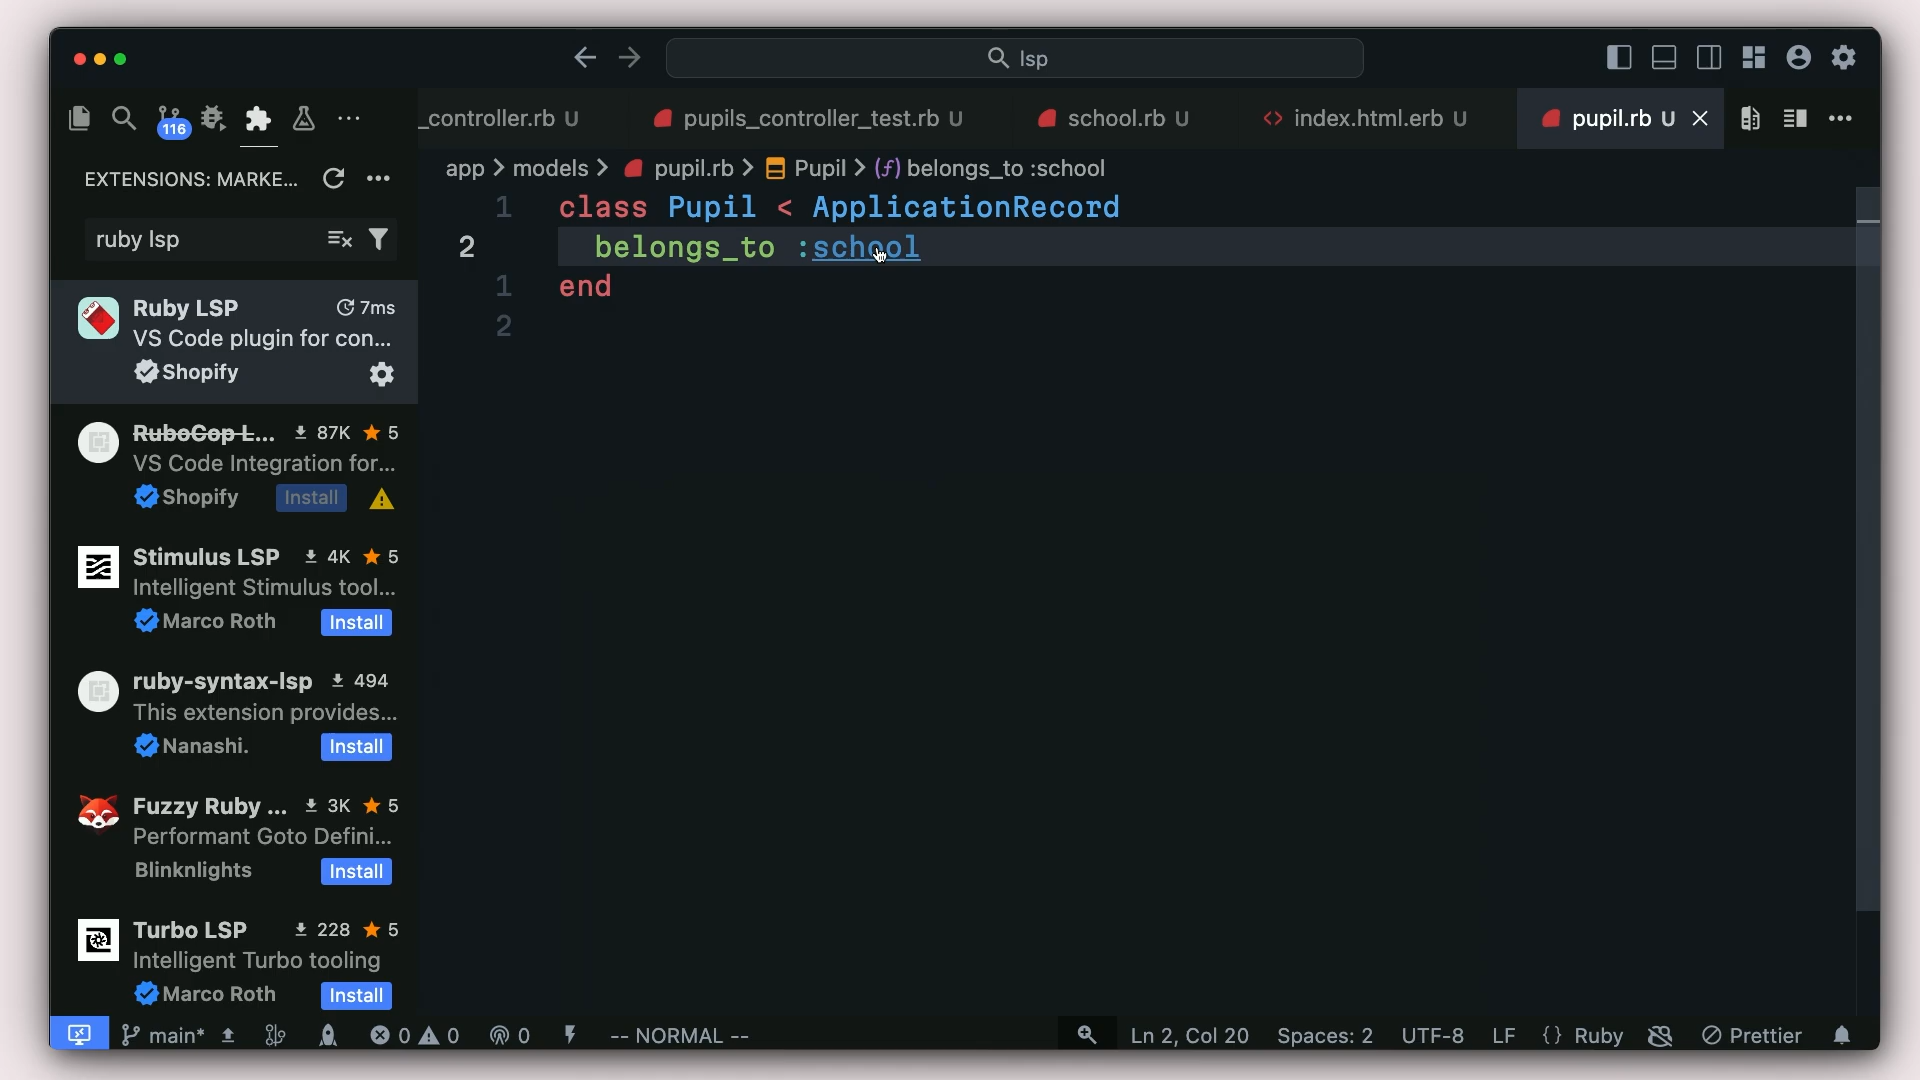 lsp
116
_controller.rb U
pupils_controller_test.rb U
school.rb U
index.html.erb U
pupil.rb U
EXTENSIONS: MARKE...
app > models > pupil.rb > Pupil > (f) belongs_to :school
ruby lsp
1 class Pupil < ApplicationRecord
2 belongs_to :school
1 end
2
Ruby LSP 7ms
VS Code plugin for con...
Shopify
RuboCop L... 87K ★ 5
VS Code Integration for...
Shopify Install
Stimulus LSP 4K ★ 5
Intelligent Stimulus tool...
Marco Roth Install
ruby-syntax-lsp 494
This extension provides...
Nanashi. Install
Fuzzy Ruby ... 3K ★ 5
Performant Goto Defini...
Blinknlights Install
Turbo LSP 228 ★ 5
Intelligent Turbo tooling
Marco Roth Install
main* 0 0 0 -- NORMAL -- Ln 2, Col 20 Spaces: 2 UTF-8 LF {} Ruby Prettier